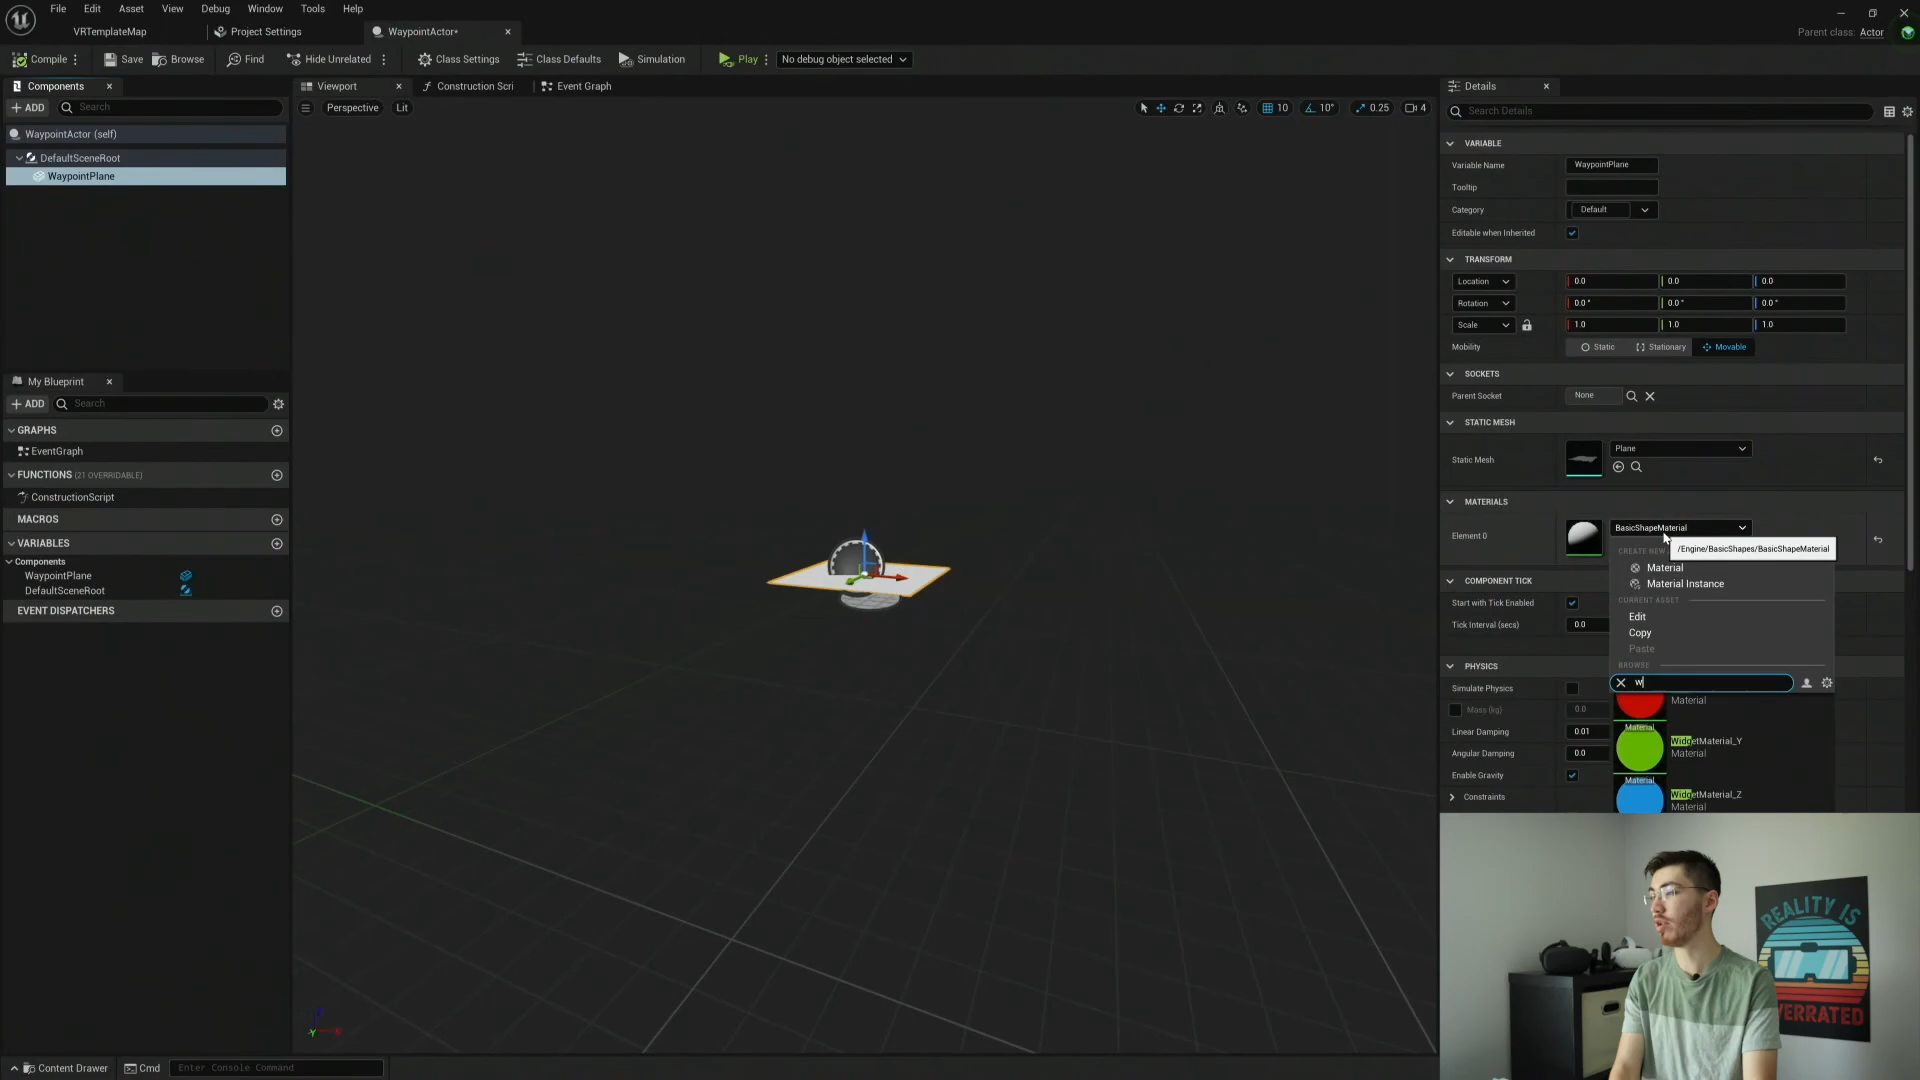 File Edit Asset View Debug Window Tools Help
VRTemplateMap Project Settings WaypointActor*
Parent class: Actor
Compile Save Browse Find Hide Unrelated Class Settings Class Defaults Simulation Play No debug object selected
Components
ADD Search
WaypointActor (self)
DefaultSceneRoot
WaypointPlane
My Blueprint
ADD Search
GRAPHS
EventGraph
FUNCTIONS (21 OVERRIDABLE)
ConstructionScript
MACROS
VARIABLES
Components
WaypointPlane
DefaultSceneRoot
EVENT DISPATCHERS
Viewport Construction Scri Event Graph
Perspective Lit
10 10° 0.25 4
Details
Search Details
VARIABLE
Variable Name WaypointPlane
Tooltip
Category Default
Editable when Inherited
TRANSFORM
Location 0.0 0.0 0.0
Rotation 0.0° 0.0° 0.0°
Scale 1.0 1.0 1.0
Mobility Static Stationary Movable
SOCKETS
Parent Socket None
STATIC MESH
Static Mesh Plane
MATERIALS
Element 0 BasicShapeMaterial
CREATE NEW
/Engine/BasicShapes/BasicShapeMaterial
Material
Material Instance
CURRENT ASSET
Edit
Copy
Paste
BROWSE
w
Material
Material
WidgetMaterial_Y
Material
Material
WidgetMaterial_Z
Material
COMPONENT TICK
Start with Tick Enabled
Tick Interval (secs) 0.0
PHYSICS
Simulate Physics
Mass (kg) 0.0
Linear Damping 0.01
Angular Damping 0.0
Enable Gravity
Constraints
REALITY IS
VERRATED
Content Drawer Cmd Enter Console Command